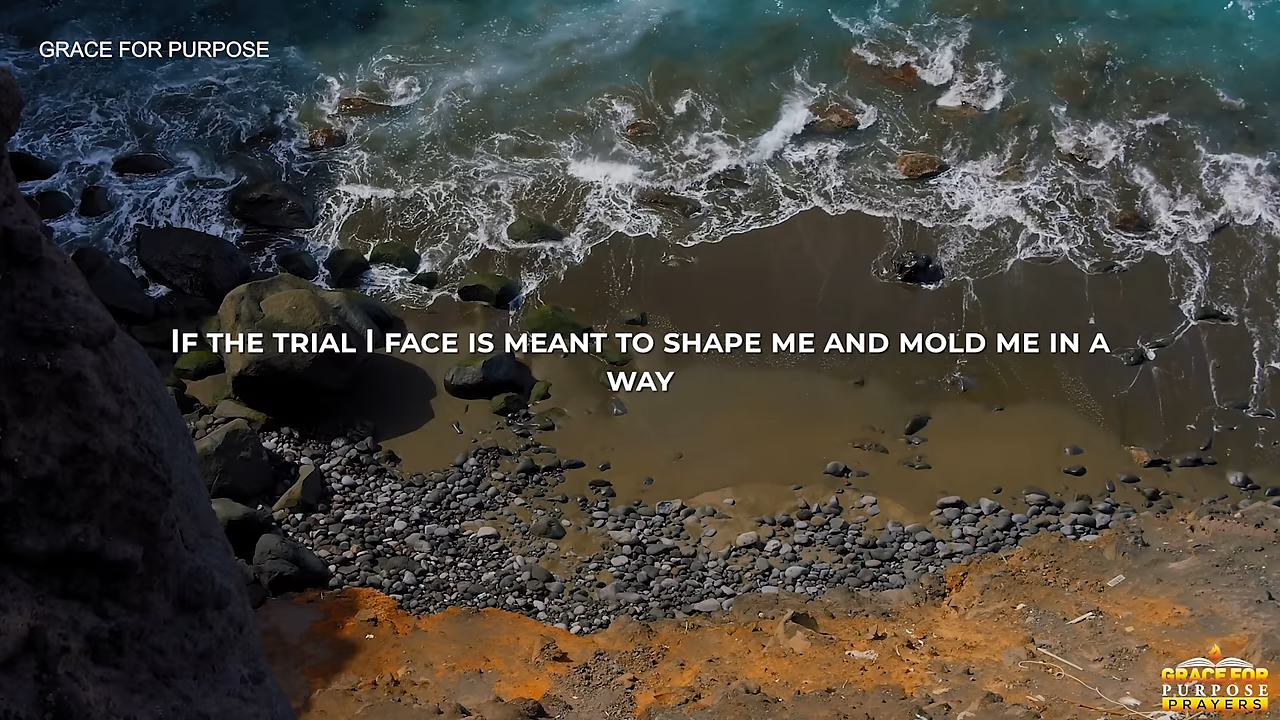 GRACE FOR PURPOSE
If the trial I face is meant to shape me and mold me in a
way
GRACE FOR
PURPOSE
PRAYERS